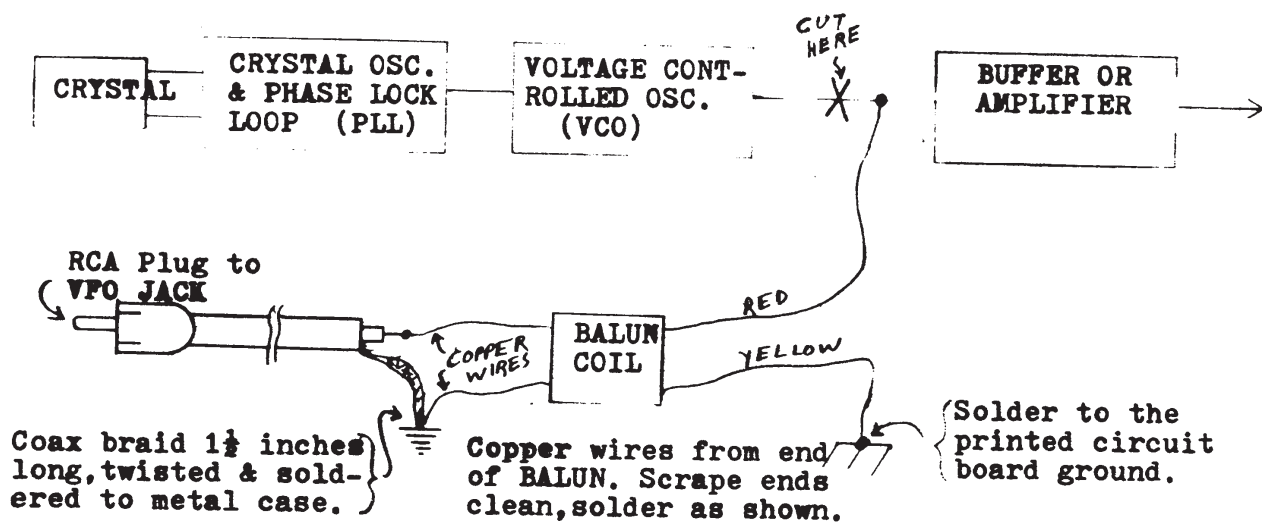 CUT
HERE
CRYSTAL
CRYSTAL OSC.
& PHASE LOCK
LOOP (PLL)
VOLTAGE CONT-
ROLLED OSC.
(VCO)
BUFFER OR
AMPLIFIER
RCA Plug to
VFO JACK
RED
BALUN
COIL
COPPER
WIRES
YELLOW
Coax braid 1½ inches
long,twisted & sold-
ered to metal case.
Copper wires from end
of BALUN. Scrape ends
clean,solder as shown.
Solder to the
printed circuit
board ground.